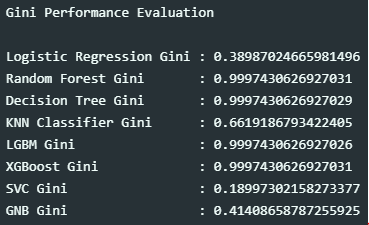 Gini Performance Evaluation
Logistic Regression Gini : 0.38987024665981496
Random Forest Gini : 0.9997430626927031
Decision Tree Gini : 0.9997430626927029
KNN Classifier Gini : 0.6619186793422405
LGBM Gini : 0.9997430626927026
XGBoost Gini : 0.9997430626927031
SVC Gini : 0.18997302158273377
GNB Gini : 0.41408658787255925